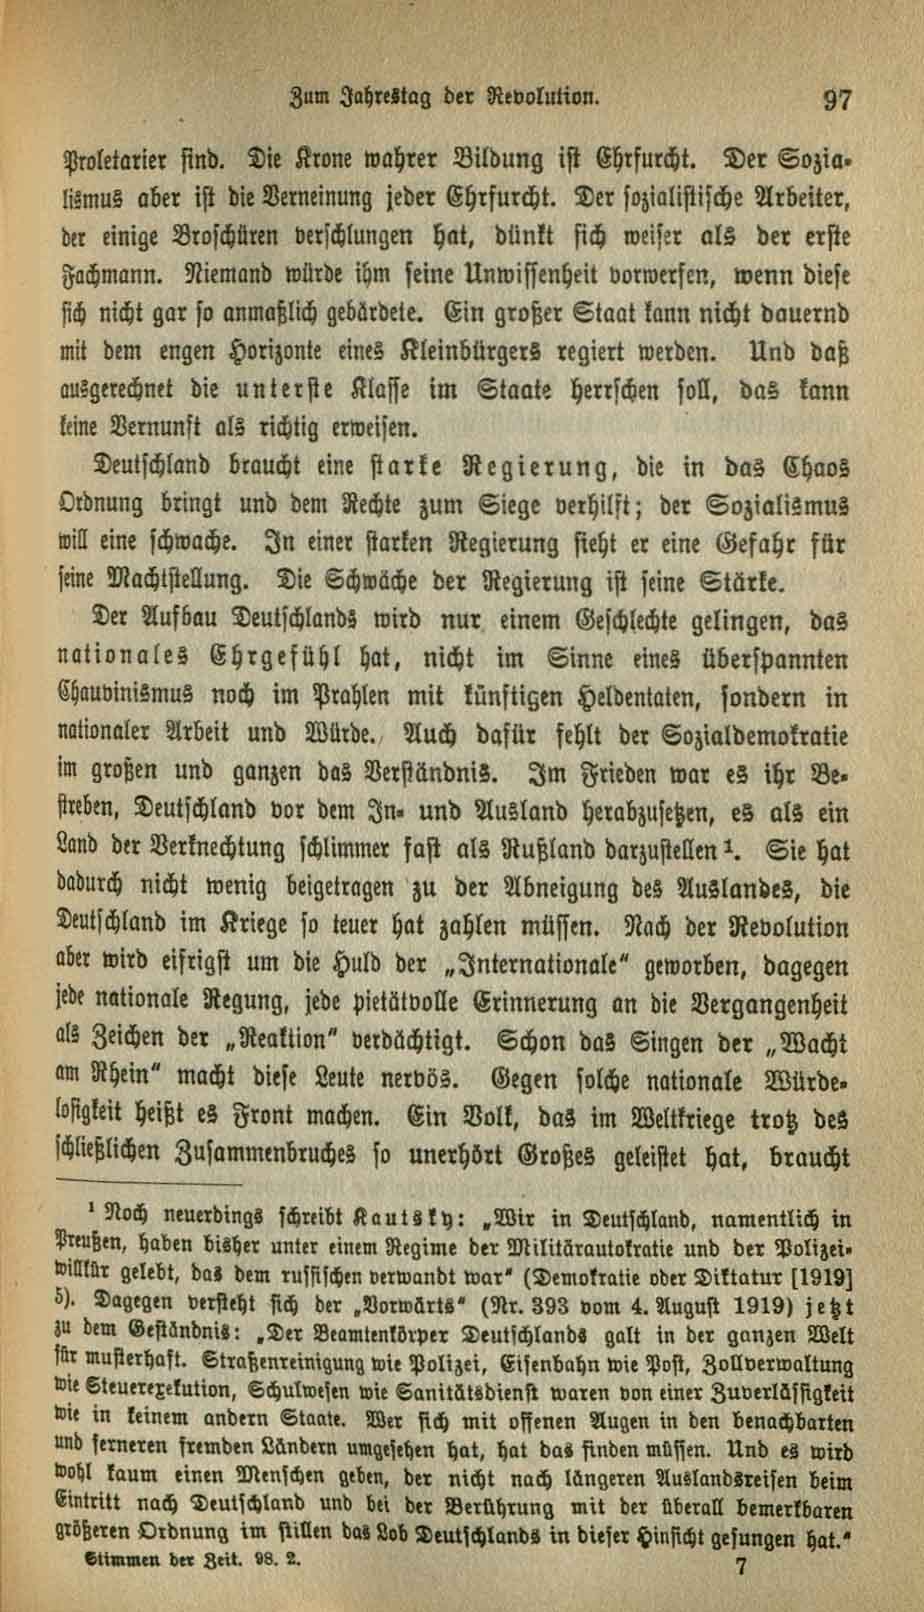 Zum Jahrestag der Revolution. 97
Proletarier sind. Die Krone wahrer Bildung ist Ehrfurcht. Der Sozia-
lismus aber ist die Verneinung jeder Ehrfurcht. Der sozialistische Arbeiter,
der einige Broschüren verschlungen hat, dünkt sich weiser als der erste
Fachmann. Niemand würde ihm seine Unwissenheit vorwerfen, wenn diese
sich nicht gar so anmaßlich gebärdete. Ein großer Staat kann nicht dauernd
mit dem engen Horizonte eines Kleinbürgers regiert werden. Und daß
ausgerechnet die unterste Klasse im Staate herrschen soll, das kann
keine Vernunft als richtig erweisen.
Deutschland braucht eine starke Regierung, die in das Chaos
Ordnung bringt und dem Rechte zum Siege verhilft; der Sozialismus
will eine schwache. In einer starken Regierung sieht er eine Gefahr für
seine Machtstellung. Die Schwäche der Regierung ist seine Stärke.
Der Aufbau Deutschlands wird nur einem Geschlechte gelingen, das
nationales Ehrgefühl hat, nicht im Sinne eines überspannten
Chauvinismus noch im Prahlen mit künftigen Heldentaten, sondern in
nationaler Arbeit und Würde. Auch dafür fehlt der Sozialdemokratie
im großen und ganzen das Verständnis. Im Frieden war es ihr Be-
streben, Deutschland vor dem In- und Ausland herabzusetzen, es als ein
Land der Verknechtung schlimmer fast als Rußland darzustellen¹. Sie hat
dadurch nicht wenig beigetragen zu der Abneigung des Auslandes, die
Deutschland im Kriege so teuer hat zahlen müssen. Nach der Revolution
aber wird eifrigst um die Huld der „Internationale“ geworben, dagegen
jede nationale Regung, jede pietätvolle Erinnerung an die Vergangenheit
als Zeichen der „Reaktion“ verdächtigt. Schon das Singen der „Wacht
am Rhein“ macht diese Leute nervös. Gegen solche nationale Würde-
losigkeit heißt es Front machen. Ein Volk, das im Weltkriege trotz des
schließlichen Zusammenbruches so unerhört Großes geleistet hat, braucht
¹ Noch neuerdings schreibt Kautsky: „Wir in Deutschland, namentlich in
Preußen, haben bisher unter einem Regime der Militärautokratie und der Polizei-
willkür gelebt, das dem russischen verwandt war“ (Demokratie oder Diktatur [1919]
5). Dagegen versteht sich der „Vorwärts“ (Nr. 393 vom 4. August 1919) jetzt
zu dem Geständnis: „Der Beamtenkörper Deutschlands galt in der ganzen Welt
für musterhaft. Straßenreinigung wie Polizei, Eisenbahn wie Post, Zollverwaltung
wie Steuerexekution, Schulwesen wie Sanitätsdienst waren von einer Zuverlässigkeit
wie in keinem andern Staate. Wer sich mit offenen Augen in den benachbarten
und ferneren fremden Ländern umgesehen hat, hat das finden müssen. Und es wird
wohl kaum einen Menschen geben, der nicht nach längeren Auslandsreisen beim
Eintritt nach Deutschland und bei der Berührung mit der überall bemerkbaren
größeren Ordnung im stillen das Lob Deutschlands in dieser Hinsicht gesungen hat.“
Stimmen der Zeit. 98. 2. 7